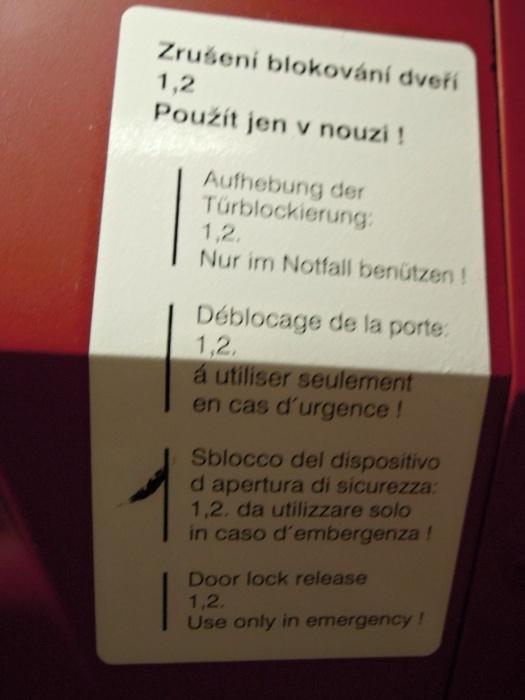 Zrušení blokování dveří
1,2
Použít jen v nouzi !
Aufhebung der
Türblockierung:
1,2.
Nur im Notfall benützen !
Déblocage de la porte:
1,2.
á utiliser seulement
en cas d´urgence !
Sblocco del dispositivo
d apertura di sicurezza:
1,2. da utilizzare solo
in caso d´embergenza !
Door lock release
1,2.
Use only in emergency !